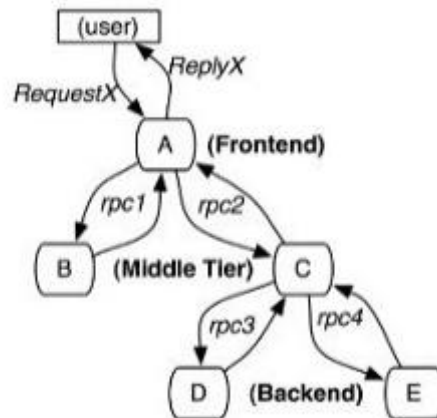 (user)
RequestX
ReplyX
A
(Frontend)
rpc1
rpc2
B
(Middle Tier)
C
rpc3
rpc4
D
(Backend)
E